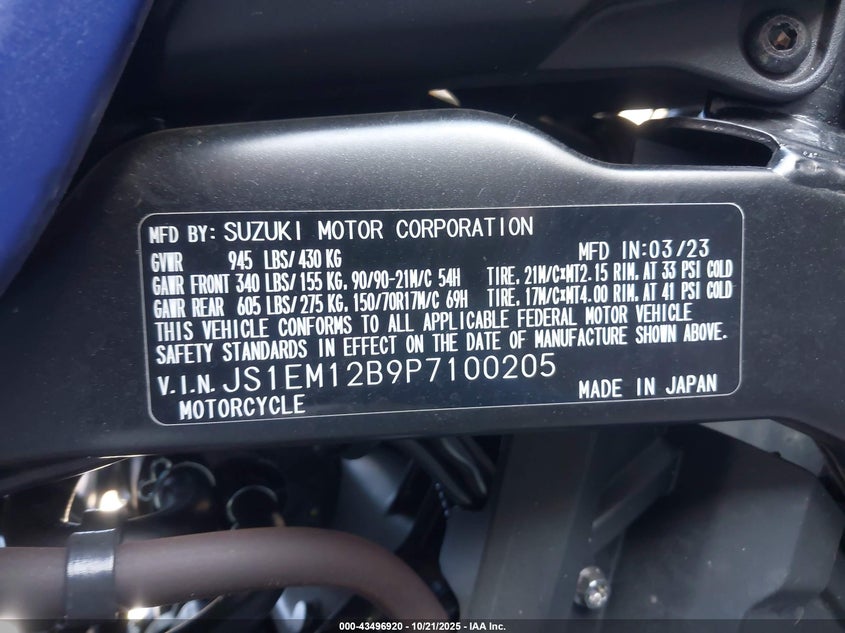 MFD BY: SUZUKI MOTOR CORPORATION
MFD IN:03/23
GVWR 945 LBS/ 430 KG
GAWR FRONT 340 LBS/ 155 KG. 90/90-21M/C 54H TIRE. 21M/C×MT2.15 RIM. AT 33 PSI COLD
GAWR REAR 605 LBS/ 275 KG. 150/70R17M/C 69H TIRE. 17M/C×MT4.00 RIM. AT 41 PSI COLD
THIS VEHICLE CONFORMS TO ALL APPLICABLE FEDERAL MOTOR VEHICLE
SAFETY STANDARDS IN EFFECT ON THE DATE OF MANUFACTURE SHOWN ABOVE.
V.I.N. JS1EM12B9P7100205
MADE IN JAPAN
MOTORCYCLE
000-43496920 | 10/21/2025 | IAA Inc.